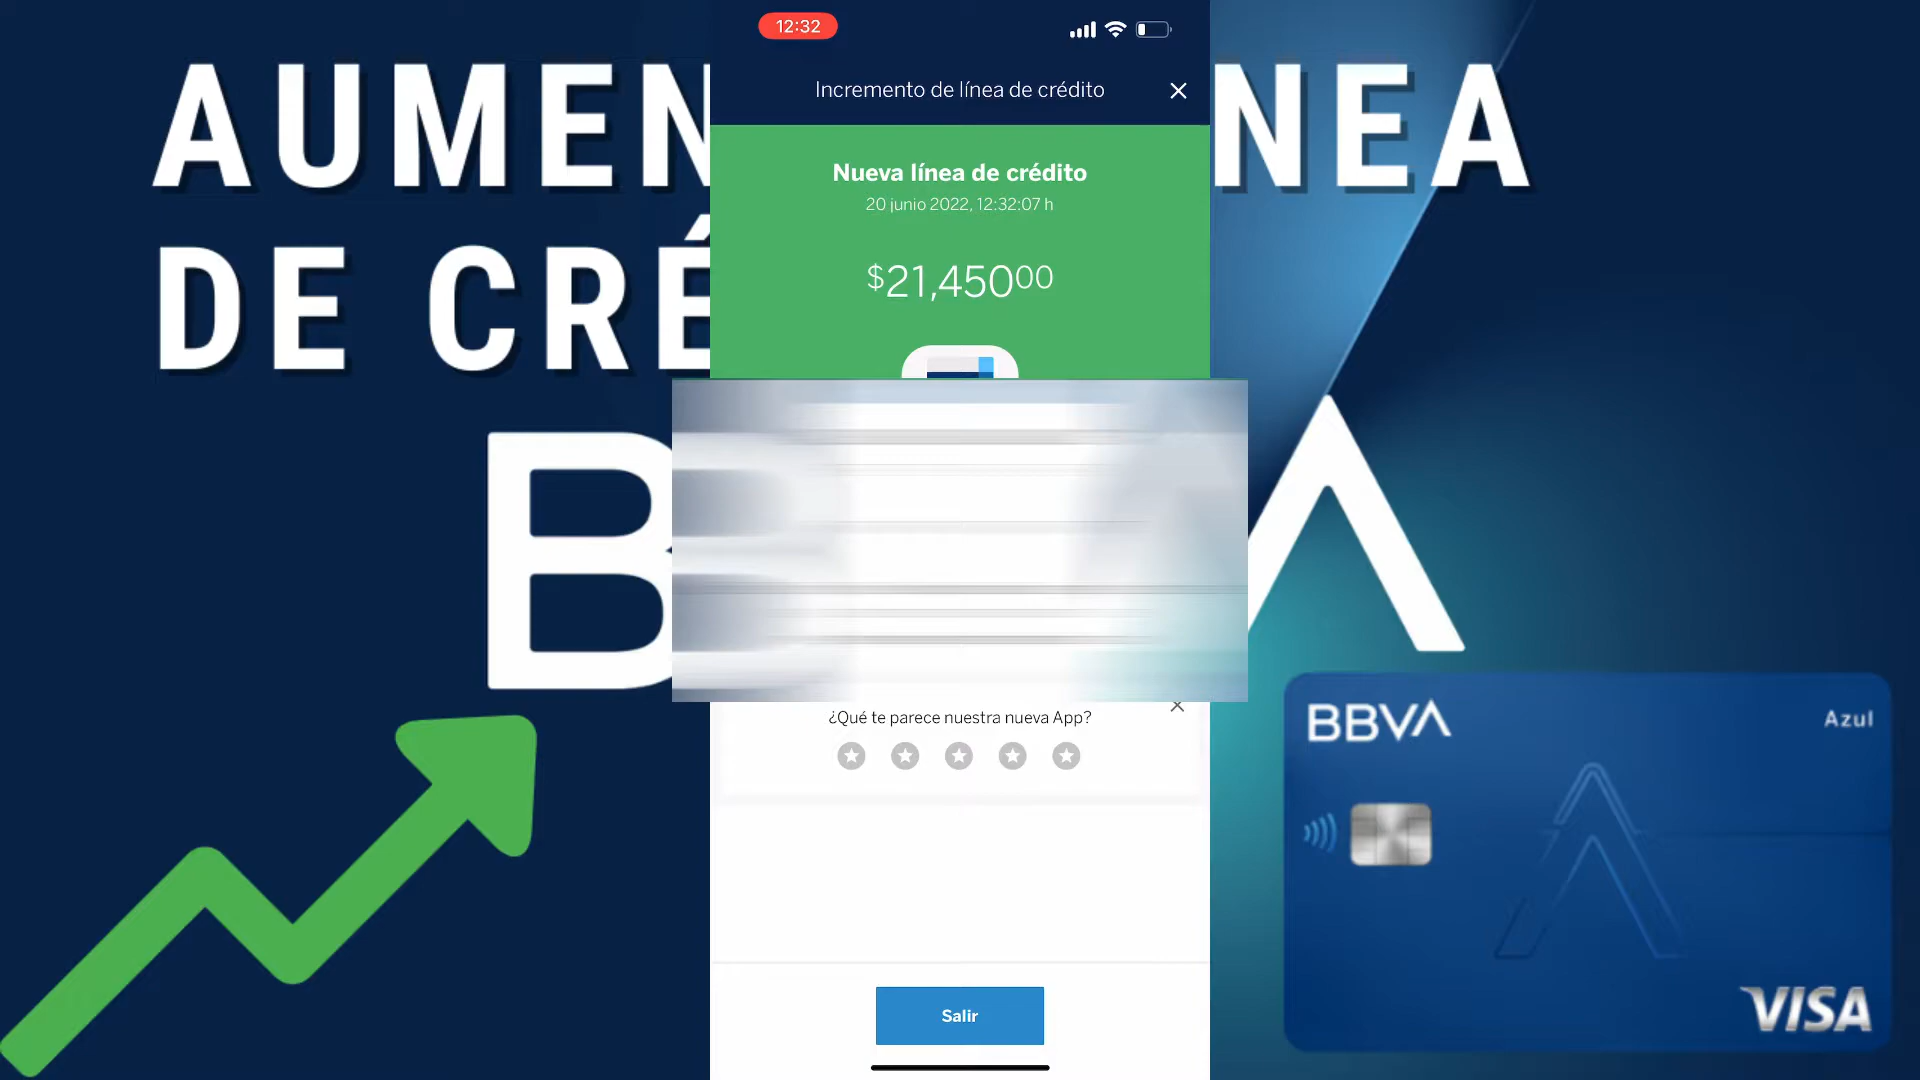 12:32
Incremento de línea de crédito
AUMEN NEA
Nueva línea de crédito
20 junio 2022, 12:32:07 h
DE CRÉ
$21,450⁰⁰
B A
¿Qué te parece nuestra nueva App?
BBVA Azul
VISA
Salir